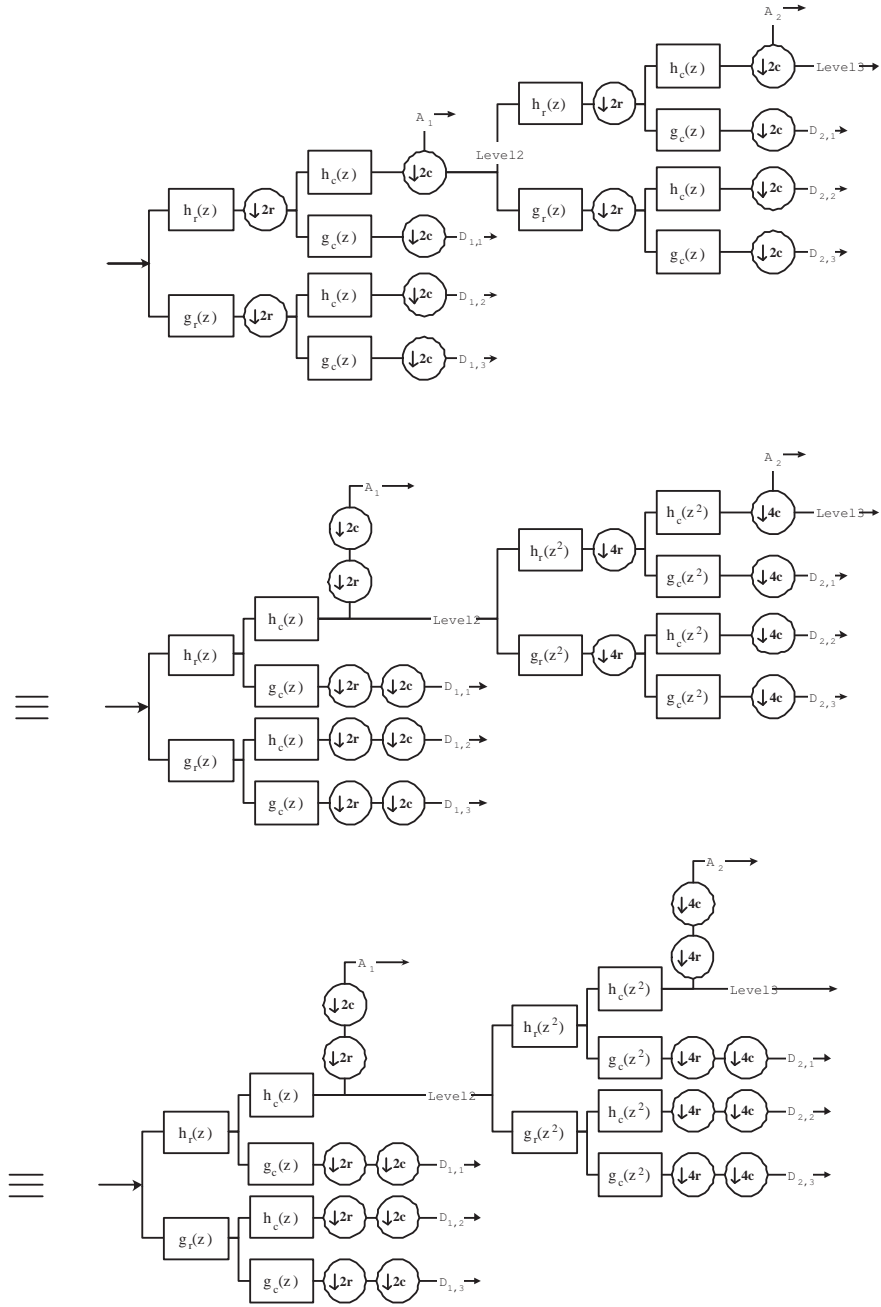 A2
hc(z) ↓2c Level3
hr(z) ↓2r
A1
gc(z) ↓2c D2,1
Level2
hc(z) ↓2c
hc(z) ↓2c D2,2
hr(z) ↓2r
gr(z) ↓2r
gc(z) ↓2c D1,1
gc(z) ↓2c D2,3
hc(z) ↓2c D1,2
gr(z) ↓2r
gc(z) ↓2c D1,3
A2
A1
hc(z²) ↓4c Level3
↓2c
hr(z²) ↓4r
↓2r
gc(z²) ↓4c D2,1
hc(z) Level2
hc(z²) ↓4c D2,2
hr(z)
gr(z²) ↓4r
gc(z) ↓2r ↓2c D1,1
gc(z²) ↓4c D2,3
hc(z) ↓2r ↓2c D1,2
gr(z)
gc(z) ↓2r ↓2c D1,3
A2
↓4c
A1
↓4r
hc(z²) Level3
↓2c
hr(z²)
↓2r
gc(z²) ↓4r ↓4c D2,1
hc(z) Level2
hc(z²) ↓4r ↓4c D2,2
hr(z)
gr(z²)
gc(z) ↓2r ↓2c D1,1
gc(z²) ↓4r ↓4c D2,3
hc(z) ↓2r ↓2c D1,2
gr(z)
gc(z) ↓2r ↓2c D1,3